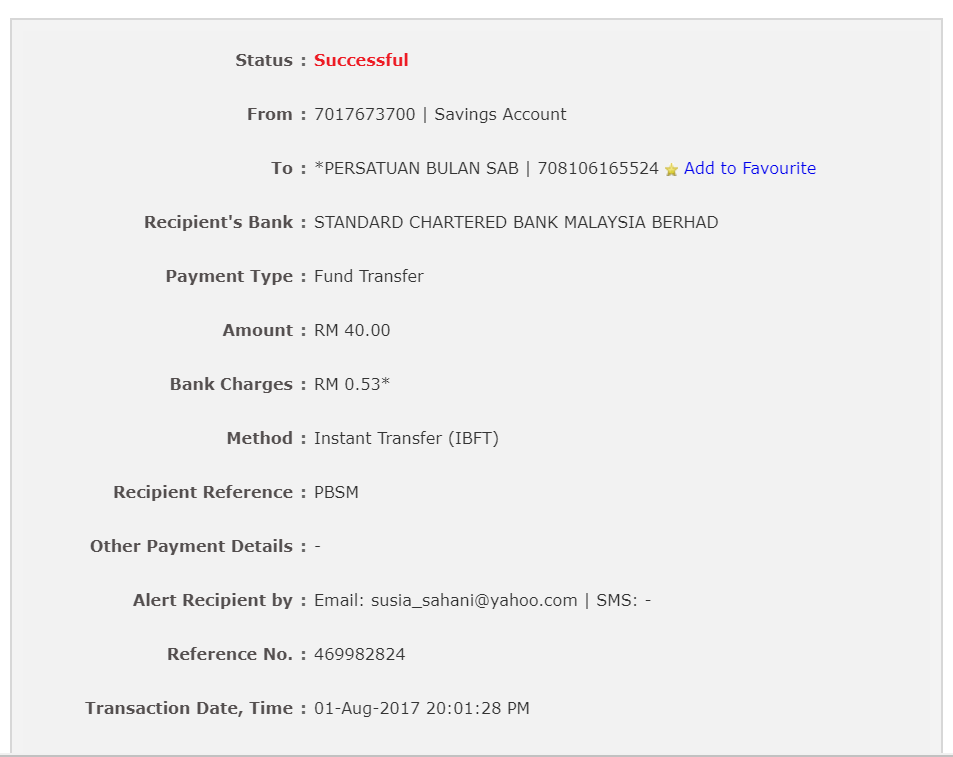 Status : Successful
From : 7017673700 | Savings Account
To : *PERSATUAN BULAN SAB | 708106165524 Add to Favourite
Recipient's Bank : STANDARD CHARTERED BANK MALAYSIA BERHAD
Payment Type : Fund Transfer
Amount : RM 40.00
Bank Charges : RM 0.53*
Method : Instant Transfer (IBFT)
Recipient Reference : PBSM
Other Payment Details : -
Alert Recipient by : Email: susia_sahani@yahoo.com | SMS: -
Reference No. : 469982824
Transaction Date, Time : 01-Aug-2017 20:01:28 PM